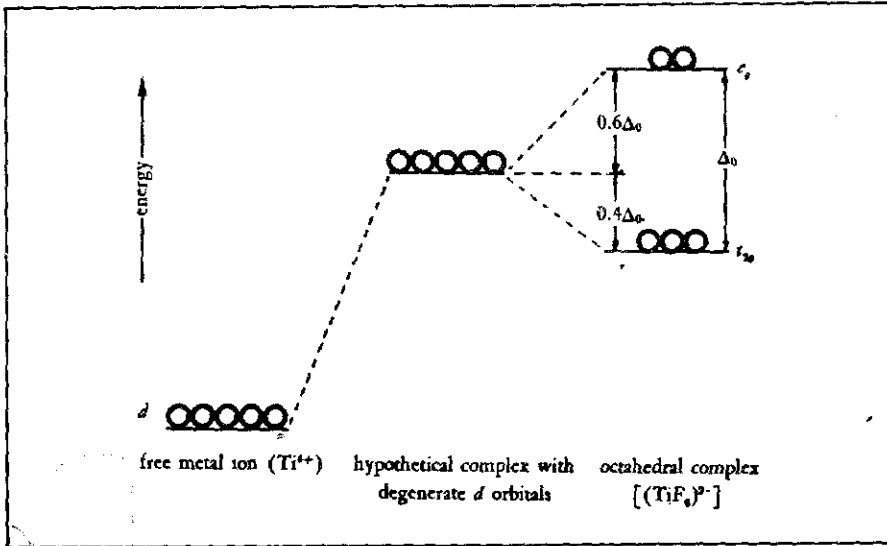 e_g
0.6Δ₀
Δ₀
energy
0.4Δ₀
t₂g
d
free metal ion (Ti⁴⁺)
hypothetical complex with
degenerate d orbitals
octahedral complex
[(TiF₆)²⁻]